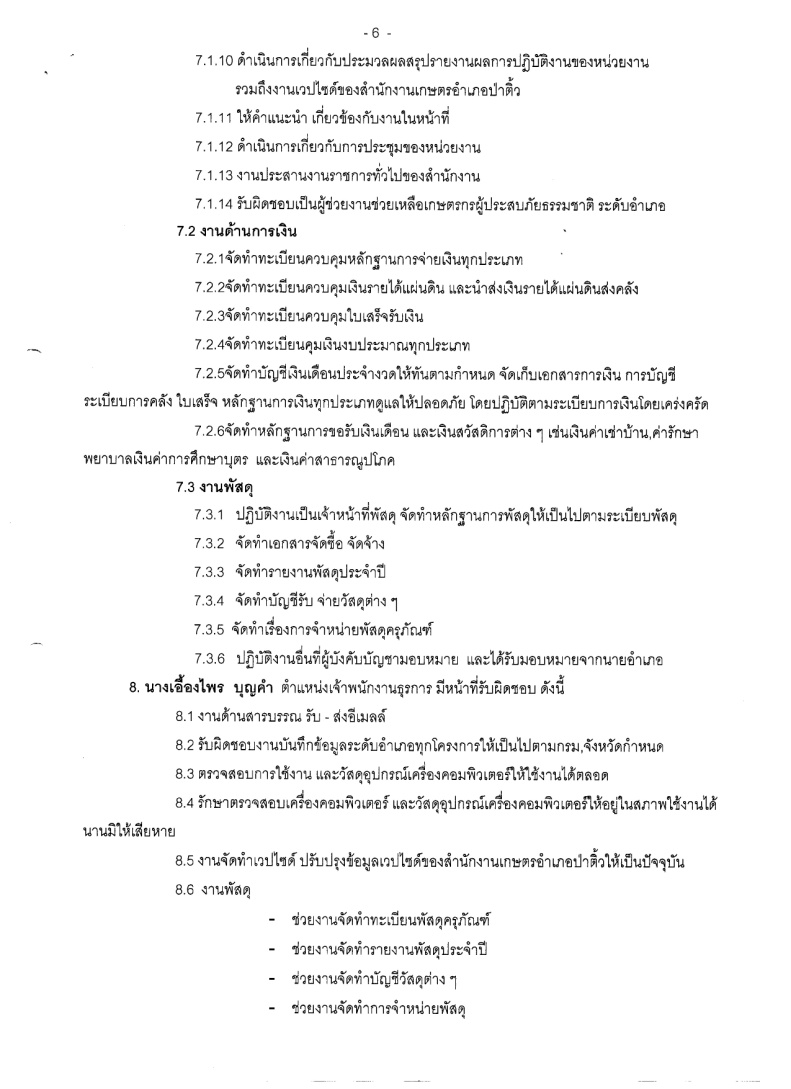 - 6 -
7.1.10 ดำเนินการเกี่ยวกับประมวลผลสรุปรายงานผลการปฏิบัติงานของหน่วยงาน
รวมถึงงานเวปไซด์ของสำนักงานเกษตรอำเภอป่าติ้ว
7.1.11 ให้คำแนะนำ เกี่ยวข้องกับงานในหน้าที่
7.1.12 ดำเนินการเกี่ยวกับการประชุมของหน่วยงาน
7.1.13 งานประสานงานราชการทั่วไปของสำนักงาน
7.1.14 รับผิดชอบเป็นผู้ช่วยงานช่วยเหลือเกษตรกรผู้ประสบภัยธรรมชาติ ระดับอำเภอ
7.2 งานด้านการเงิน
7.2.1จัดทำทะเบียนควบคุมหลักฐานการจ่ายเงินทุกประเภท
7.2.2จัดทำทะเบียนควบคุมเงินรายได้แผ่นดิน และนำส่งเงินรายได้แผ่นดินส่งคลัง
7.2.3จัดทำทะเบียนควบคุมใบเสร็จรับเงิน
7.2.4จัดทำทะเบียนคุมเงินงบประมาณทุกประเภท
7.2.5จัดทำบัญชีเงินเดือนประจำงวดให้ทันตามกำหนด จัดเก็บเอกสารการเงิน การบัญชี
ระเบียบการคลัง ใบเสร็จ หลักฐานการเงินทุกประเภทดูแลให้ปลอดภัย โดยปฏิบัติตามระเบียบการเงินโดยเคร่งครัด
7.2.6จัดทำหลักฐานการขอรับเงินเดือน และเงินสวัสดิการต่าง ๆ เช่นเงินค่าเช่าบ้าน,ค่ารักษา
พยาบาลเงินค่าการศึกษาบุตร และเงินค่าสาธารณูปโภค
7.3 งานพัสดุ
7.3.1 ปฏิบัติงานเป็นเจ้าหน้าที่พัสดุ จัดทำหลักฐานการพัสดุให้เป็นไปตามระเบียบพัสดุ
7.3.2 จัดทำเอกสารจัดซื้อ จัดจ้าง
7.3.3 จัดทำรายงานพัสดุประจำปี
7.3.4 จัดทำบัญชีรับ จ่ายวัสดุต่าง ๆ
7.3.5 จัดทำเรื่องการจำหน่ายพัสดุครุภัณฑ์
7.3.6 ปฏิบัติงานอื่นที่ผู้บังคับบัญชามอบหมาย และได้รับมอบหมายจากนายอำเภอ
8. นางเอื้องไพร บุญคำ ตำแหน่งเจ้าพนักงานธุรการ มีหน้าที่รับผิดชอบ ดังนี้
8.1 งานด้านสารบรรณ รับ - ส่งอีเมลล์
8.2 รับผิดชอบงานบันทึกข้อมูลระดับอำเภอทุกโครงการให้เป็นไปตามกรม,จังหวัดกำหนด
8.3 ตรวจสอบการใช้งาน และวัสดุอุปกรณ์เครื่องคอมพิวเตอร์ให้ใช้งานได้ตลอด
8.4 รักษาตรวจสอบเครื่องคอมพิวเตอร์ และวัสดุอุปกรณ์เครื่องคอมพิวเตอร์ให้อยู่ในสภาพใช้งานได้
นานมิให้เสียหาย
8.5 งานจัดทำเวปไซด์ ปรับปรุงข้อมูลเวปไซด์ของสำนักงานเกษตรอำเภอป่าติ้วให้เป็นปัจจุบัน
8.6 งานพัสดุ
- ช่วยงานจัดทำทะเบียนพัสดุครุภัณฑ์
- ช่วยงานจัดทำรายงานพัสดุประจำปี
- ช่วยงานจัดทำบัญชีวัสดุต่าง ๆ
- ช่วยงานจัดทำการจำหน่ายพัสดุ